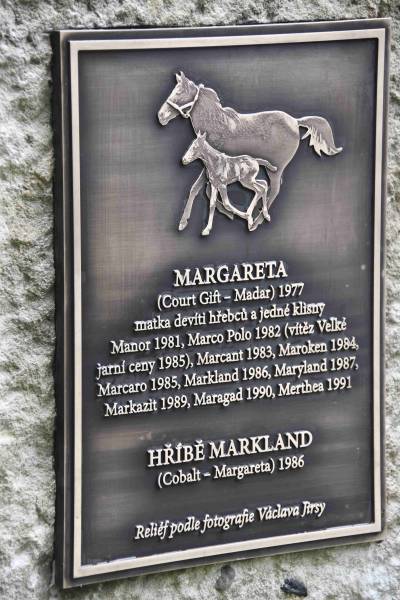 MARGARETA
(Court Gift – Madar) 1977
matka devíti hřebců a jedné klisny
Manor 1981, Marco Polo 1982 (vítěz Velké
jarní ceny 1985), Marcant 1983, Maroken 1984,
Marcaro 1985, Markland 1986, Maryland 1987,
Markazit 1989, Maragad 1990, Merthea 1991
HŘÍBĚ MARKLAND
(Cobalt – Margareta) 1986
Reliéf podle fotografie Václava Jirsy